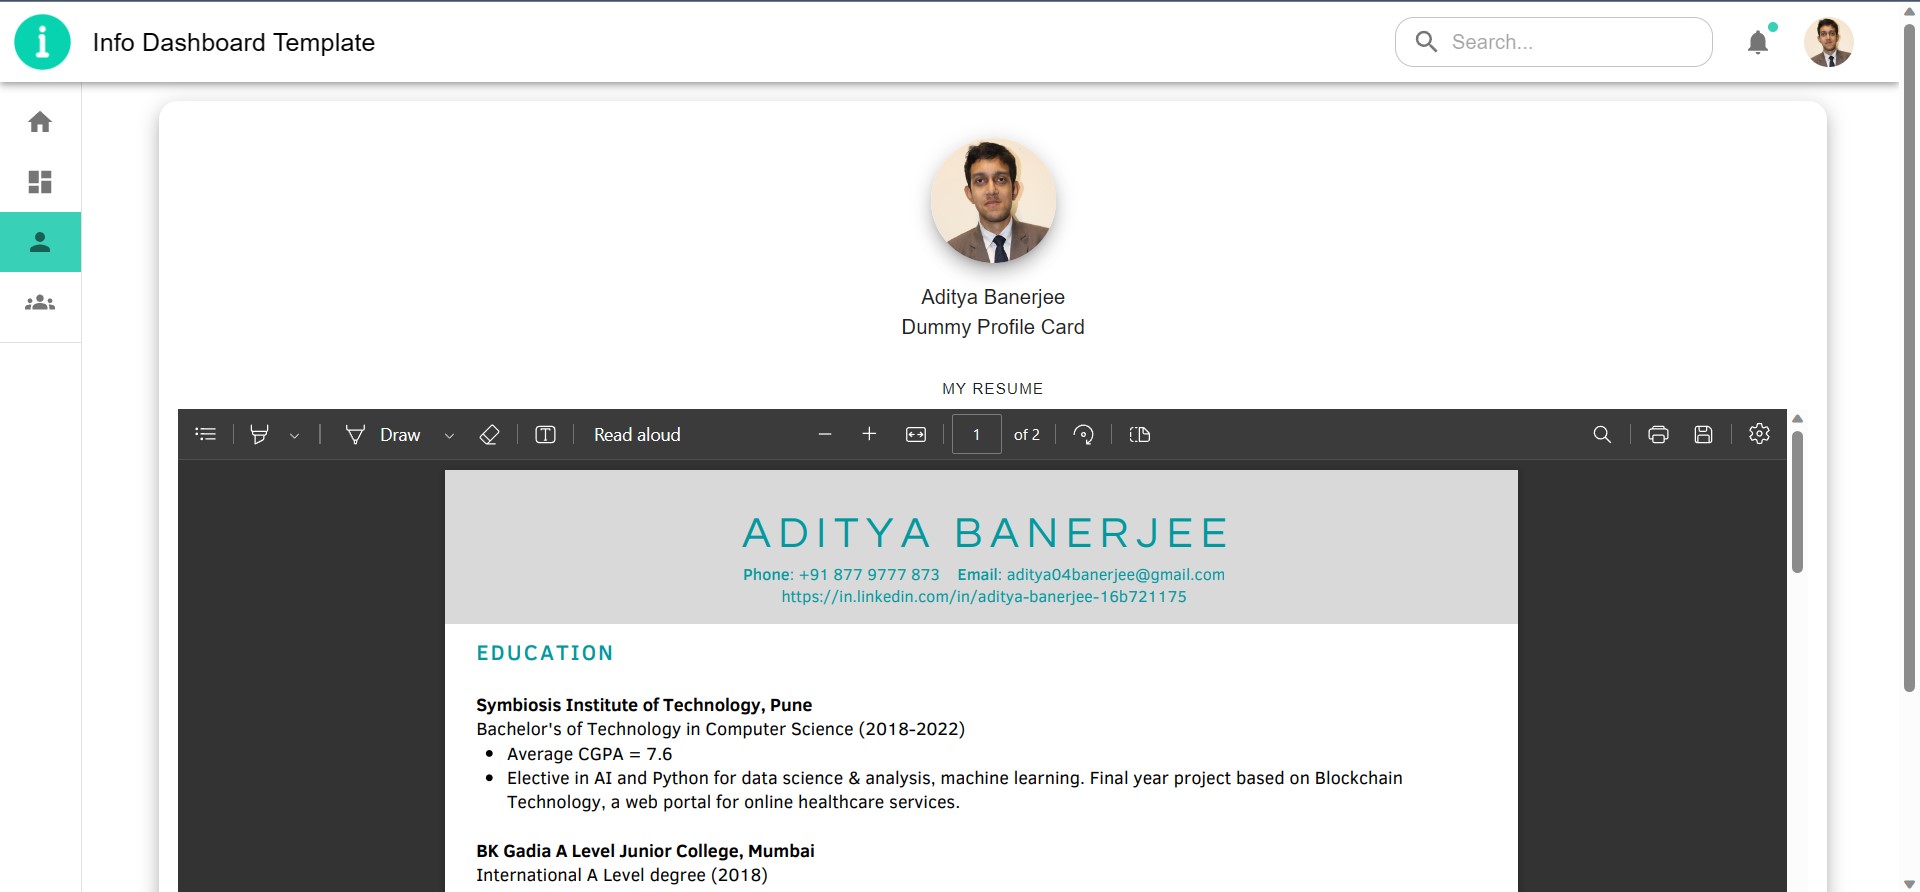 i Info Dashboard Template
Search...
Aditya Banerjee
Dummy Profile Card
MY RESUME
Draw
T
Read aloud
1 of 2
ADITYA BANERJEE
Phone: +91 877 9777 873 Email: aditya04banerjee@gmail.com
https://in.linkedin.com/in/aditya-banerjee-16b721175
EDUCATION
Symbiosis Institute of Technology, Pune
Bachelor's of Technology in Computer Science (2018-2022)
• Average CGPA = 7.6
• Elective in AI and Python for data science & analysis, machine learning. Final year project based on Blockchain
Technology, a web portal for online healthcare services.
BK Gadia A Level Junior College, Mumbai
International A Level degree (2018)